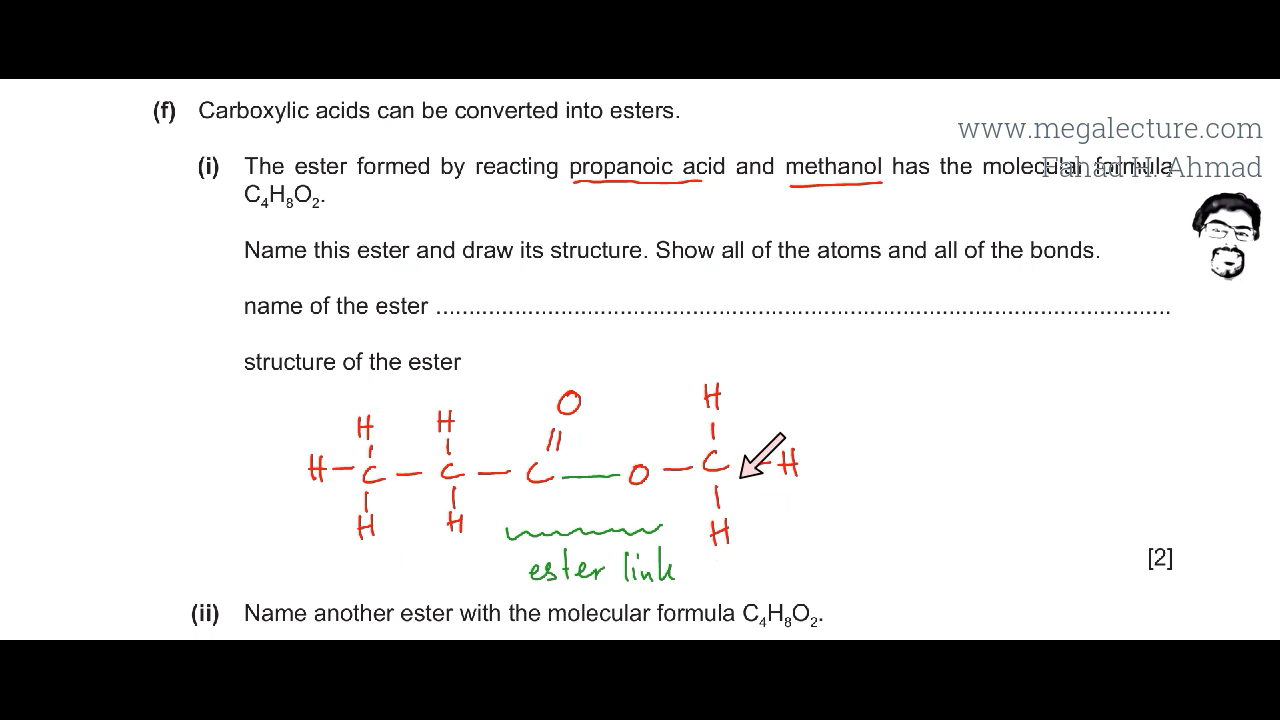 (f) Carboxylic acids can be converted into esters.
www.megalecture.com
(i) The ester formed by reacting propanoic acid and methanol has the molecular formula
Fahad H. Ahmad
C₄H₈O₂.
Name this ester and draw its structure. Show all of the atoms and all of the bonds.
name of the ester ..............................................................................................................
structure of the ester
O H
H H
H – C – C – C — O – C – H
H H H
ester link
[2]
(ii) Name another ester with the molecular formula C₄H₈O₂.